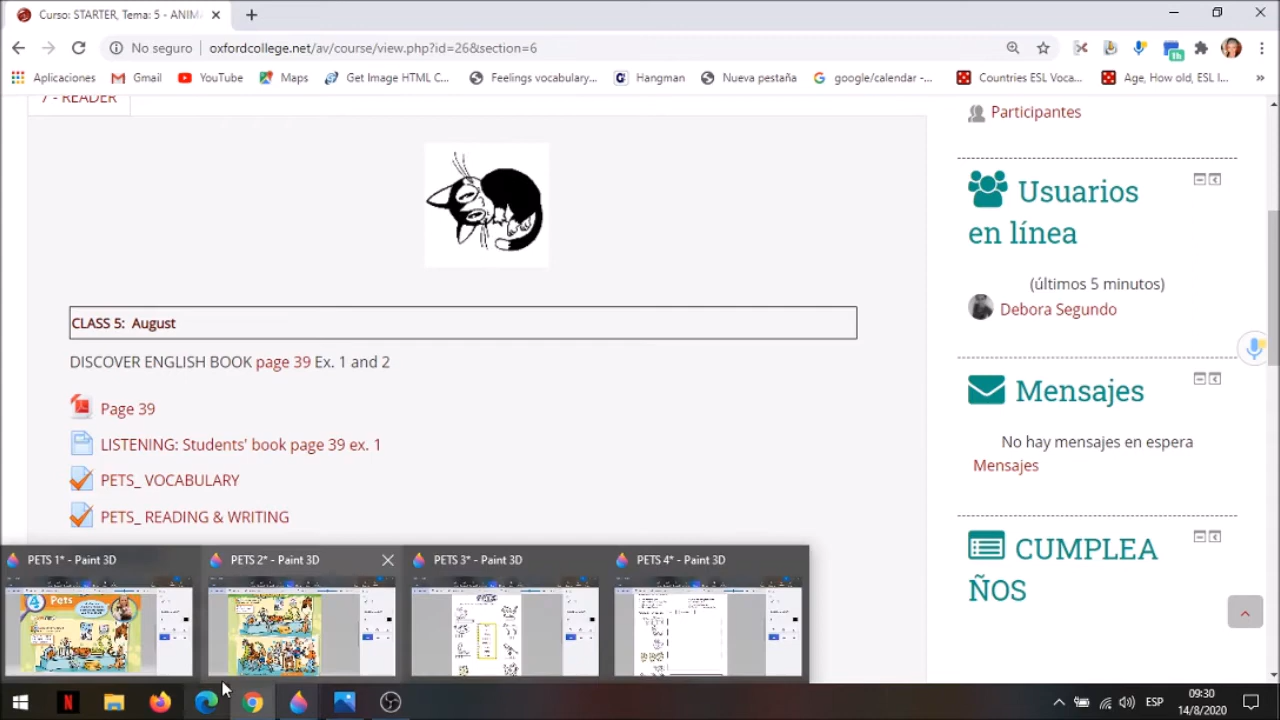 Curso: STARTER, Tema: 5 - ANIMA
No seguro
oxfordcollege.net/av/course/view.php?id=26&section=6
1h
Aplicaciones
Gmail
YouTube
Maps
Get Image HTML C...
Feelings vocabulary...
Hangman
Nueva pestaña
google/calendar -...
Countries ESL Voca...
Age, How old, ESL I...
»
7 - READER
CLASS 5: August
DISCOVER ENGLISH BOOK page 39 Ex. 1 and 2
Page 39
LISTENING: Students' book page 39 ex. 1
PETS_ VOCABULARY
PETS_ READING & WRITING
Participantes
Usuarios
en línea
(últimos 5 minutos)
Debora Segundo
Mensajes
No hay mensajes en espera
Mensajes
CUMPLEA
ÑOS
PETS 1* - Paint 3D
PETS 2* - Paint 3D
PETS 3* - Paint 3D
PETS 4* - Paint 3D
4 Pets
ESP
09:30
14/8/2020